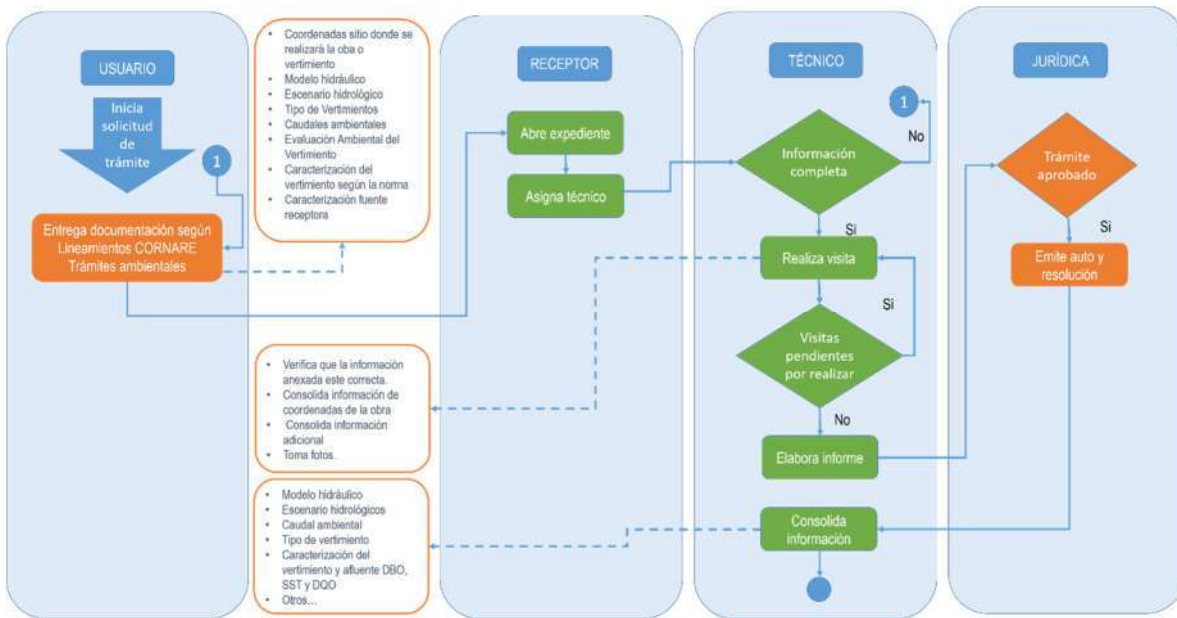 USUARIO
Inicia
solicitud
de
trámite
1
Entrega documentación según
Lineamientos CORNARE
Trámites ambientales
• Coordenadas sitio donde se
realizará la oba o
vertimiento
• Modelo hidráulico
• Escenario hidrológico
• Tipo de Vertimientos
• Caudales ambientales
• Evaluación Ambiental del
Vertimiento
• Caracterización del
vertimiento según la norma
• Caracterización fuente
receptora
• Verifica que la información
anexada este correcta.
• Consolida información de
coordenadas de la obra
• Consolida información
adicional
• Toma fotos.
• Modelo hidráulico
• Escenario hidrológicos
• Caudal ambiental
• Tipo de vertimiento
• Caracterización del
vertimiento y afluente DBO,
SST y DQO
• Otros…
RECEPTOR
Abre expediente
Asigna técnico
TÉCNICO
1
No
Información
completa
Si
Realiza visita
Si
Visitas
pendientes
por realizar
No
Elabora informe
Consolida
información
JURÍDICA
Trámite
aprobado
Si
Emite auto y
resolución